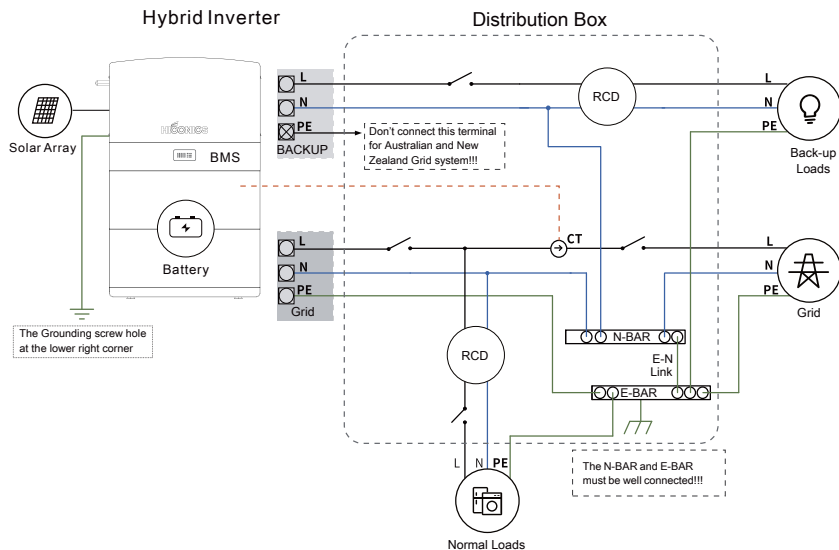 Hybrid Inverter
Distribution Box
Solar Array
HICONICS
BMS
Battery
The Grounding screw hole
at the lower right corner
L
N
PE
BACKUP
Don't connect this terminal
for Australian and New
Zealand Grid system!!!
RCD
L
N
PE
Back-up
Loads
L
N
PE
Grid
CT
L
N
PE
Grid
RCD
N-BAR
E-N
Link
E-BAR
L N PE
The N-BAR and E-BAR
must be well connected!!!
Normal Loads